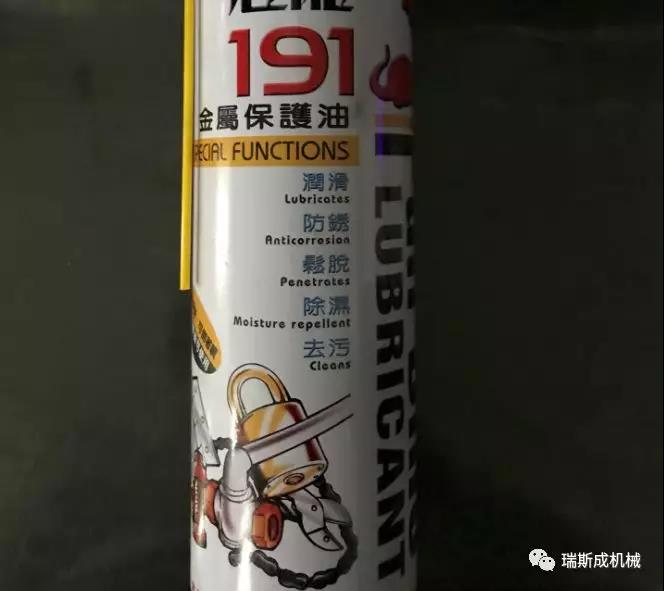 191
金屬保護油
PECIAL FUNCTIONS
潤滑
Lubricates
防銹
Anticorrosion
鬆脫
Penetrates
除濕
Moisture repellent
去污
Cleans
LUBRICANT
瑞斯成机械